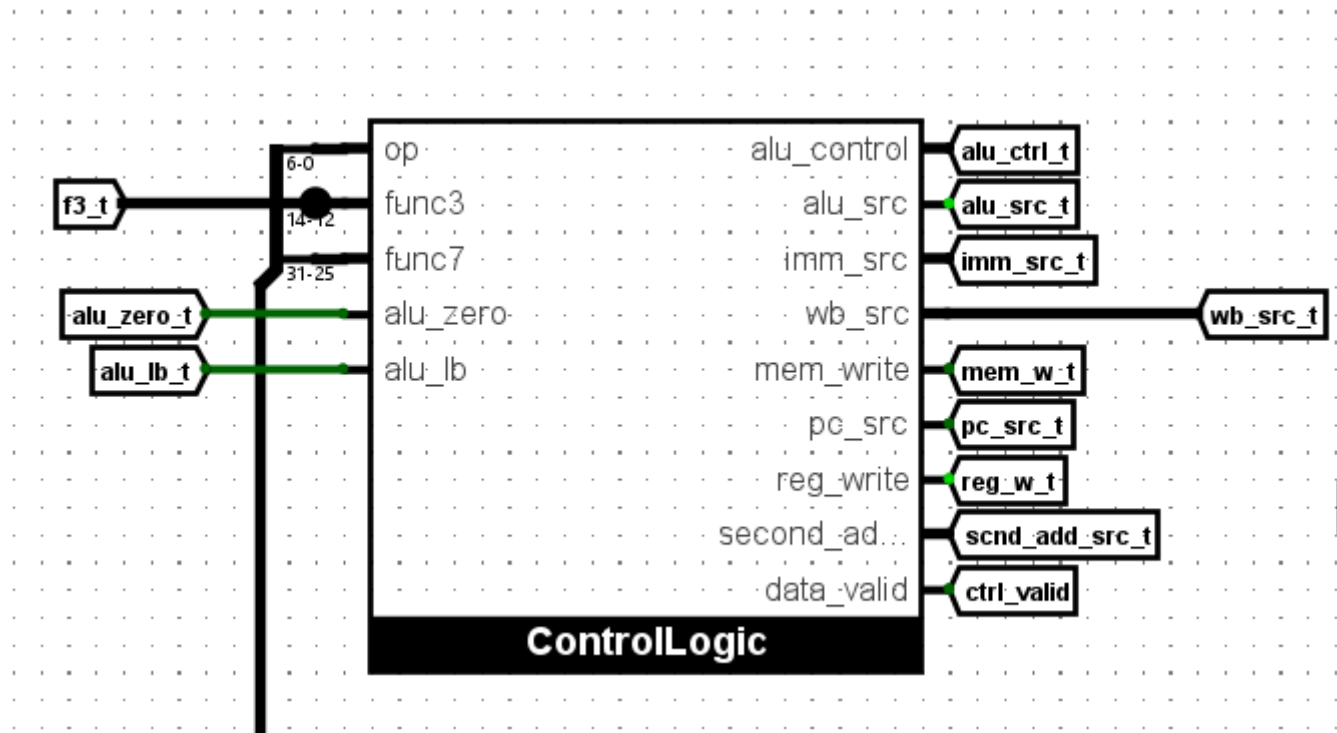 6-0
op
alu_control
alu_ctrl_t
f3_t
14-12
func3
alu_src
alu_src_t
31-25
func7
imm_src
imm_src_t
alu_zero_t
alu_zero
wb_src
wb_src_t
alu_lb_t
alu_lb
mem_write
mem_w_t
pc_src
pc_src_t
reg_write
reg_w_t
second_ad...
scnd_add_src_t
data_valid
ctrl_valid
ControlLogic